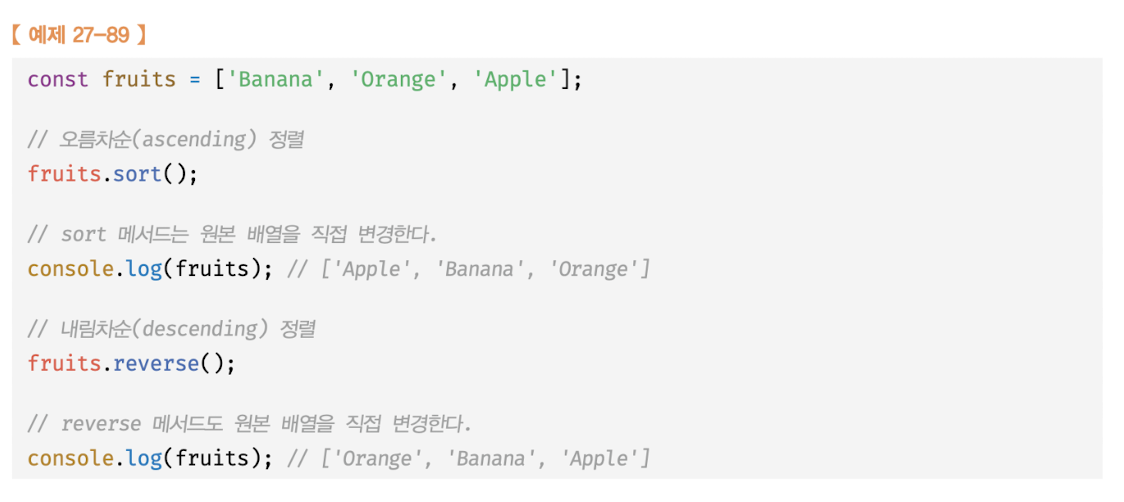 【 예제 27-89 】
const fruits = ['Banana', 'Orange', 'Apple'];
// 오름차순(ascending) 정렬
fruits.sort();
// sort 메서드는 원본 배열을 직접 변경한다.
console.log(fruits); // ['Apple', 'Banana', 'Orange']
// 내림차순(descending) 정렬
fruits.reverse();
// reverse 메서드도 원본 배열을 직접 변경한다.
console.log(fruits); // ['Orange', 'Banana', 'Apple']